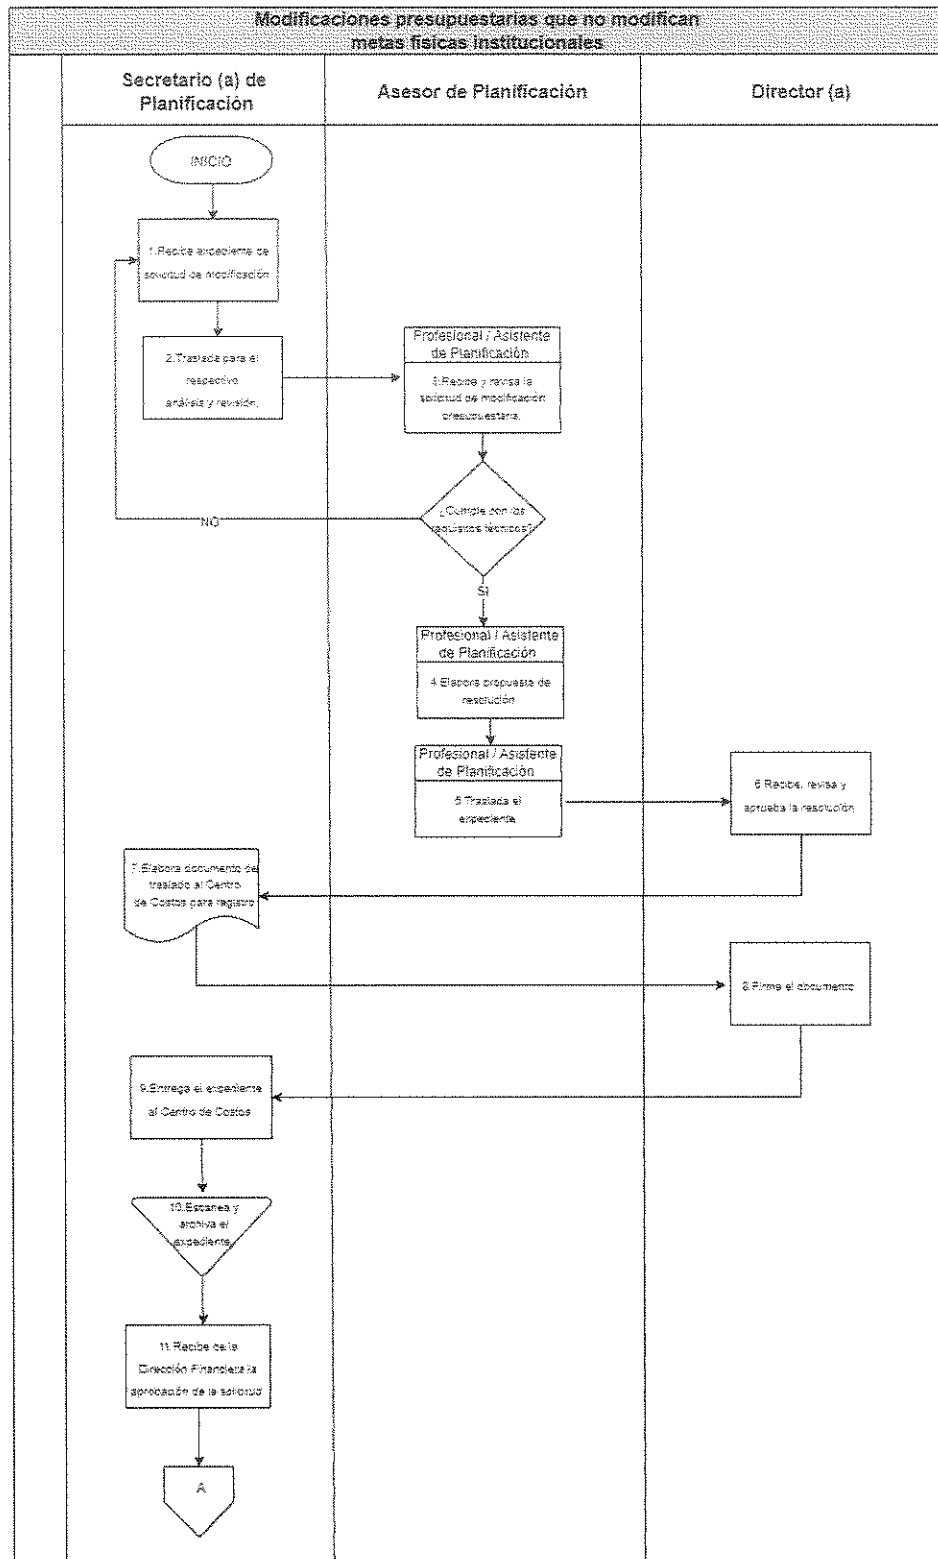 Modificaciones presupuestarias que no modifican
metas físicas institucionales
Secretario (a) de
Planificación
Asesor de Planificación
Director (a)
INICIO
1.Recibe expediente de
solicitud de modificación
2.Traslada para el
respectivo
análisis y revisión.
Profesional / Asistente
de Planificación
3.Recibe y revisa la
solicitud de modificación
presupuestaria.
¿Cumple con los
requisitos técnicos?
NO
SI
Profesional / Asistente
de Planificación
4.Elabora propuesta de
resolución
Profesional / Asistente
de Planificación
5.Traslada el
expediente
6.Recibe, revisa y
aprueba la resolución
7.Elabora documento de
traslado al Centro
de Costos para registro
8.Firma el documento
9.Entrega el expediente
al Centro de Costos
10.Escanea y
archiva el
expediente
11.Recibe de la
Dirección Financiera la
aprobación de la solicitud
A